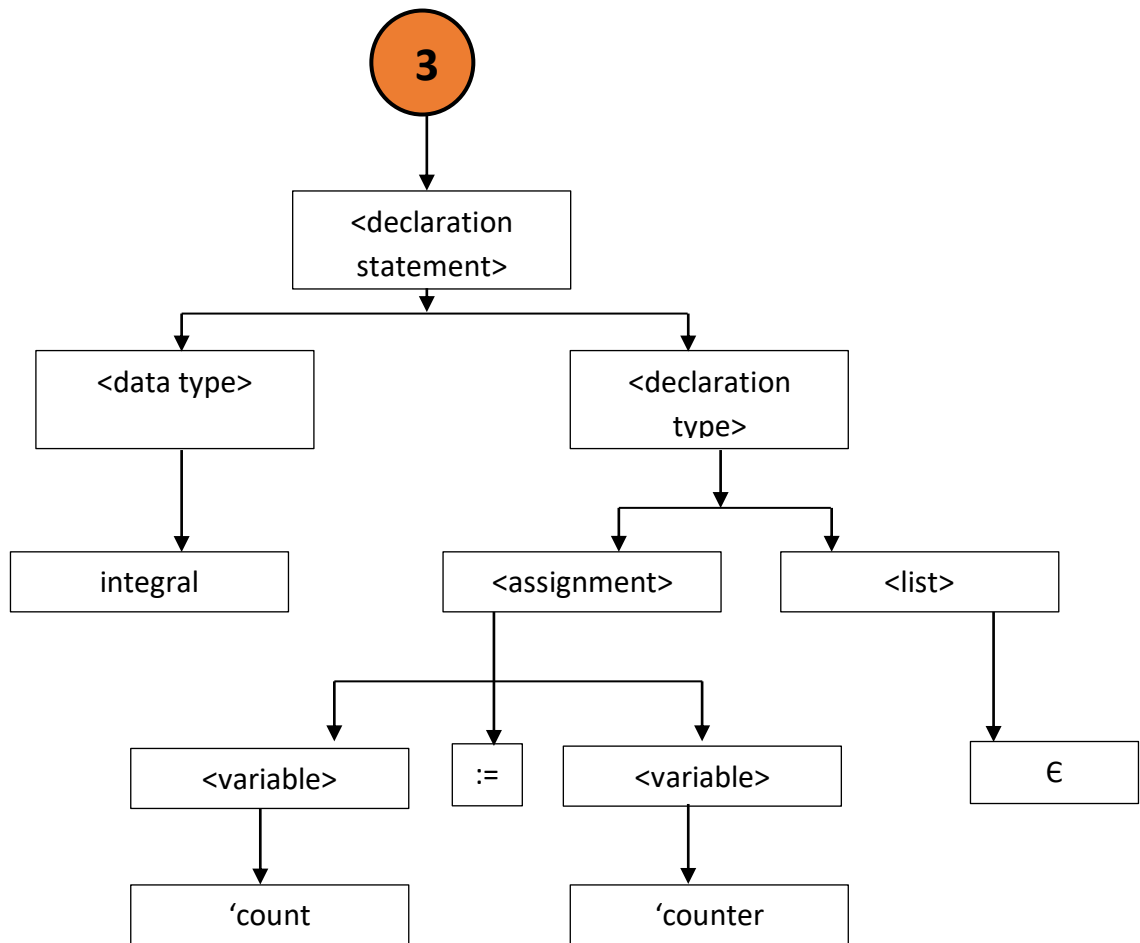 3
<declaration
statement>
<data type>
<declaration
type>
integral
<assignment>
<list>
<variable>
:=
<variable>
Є
‘count
‘counter